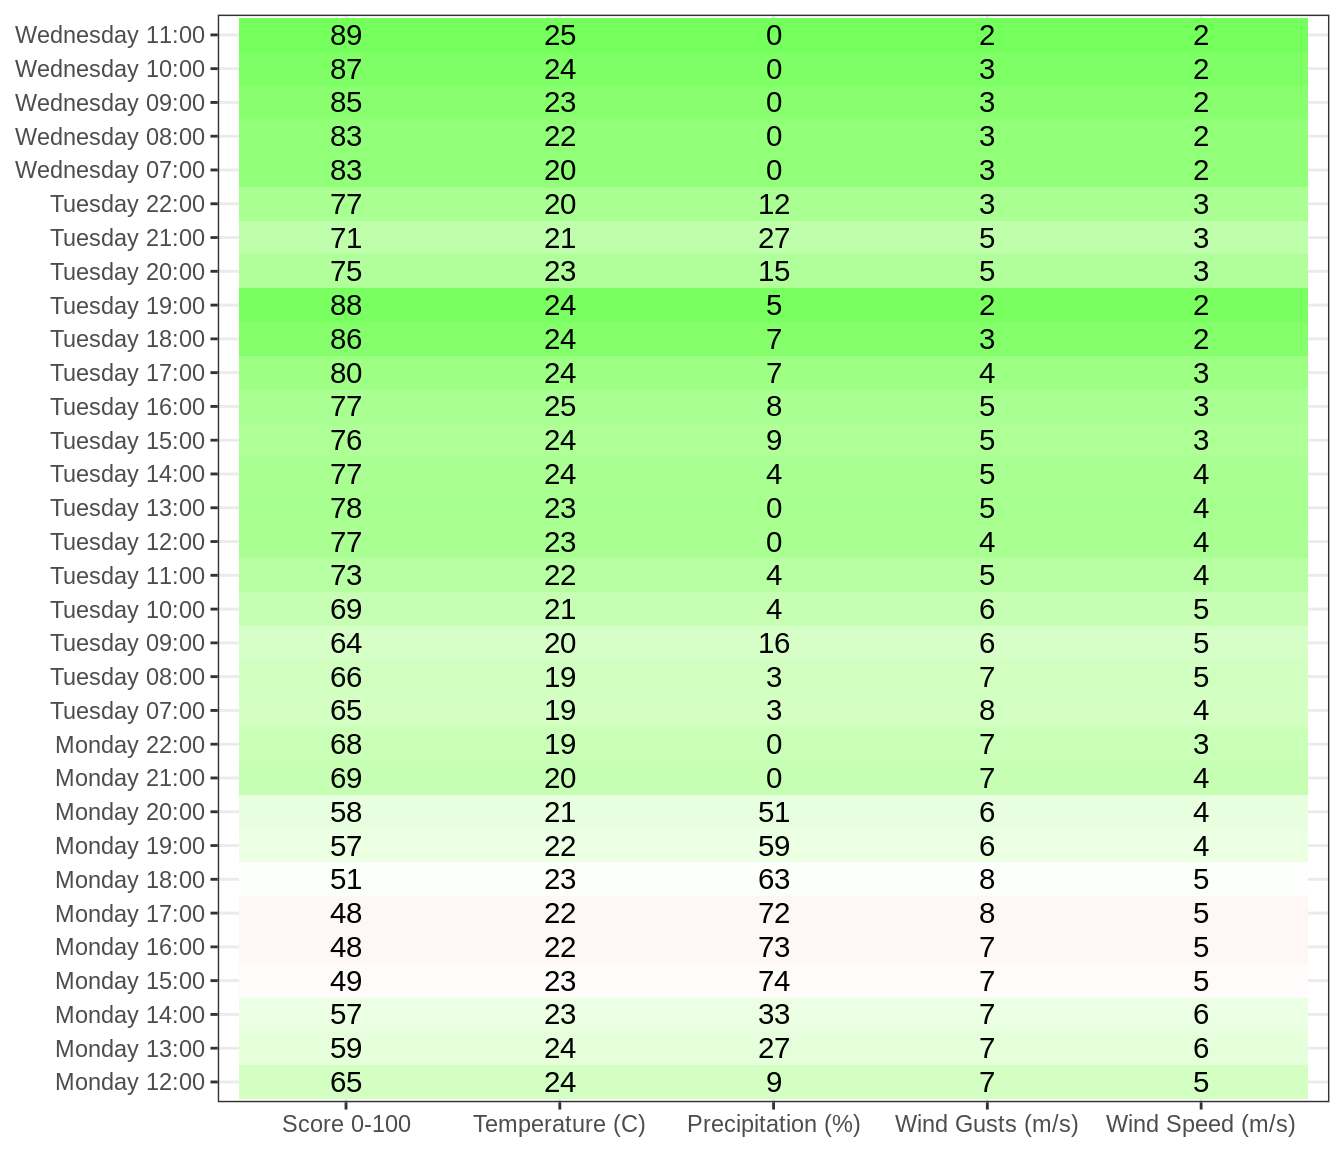 Wednesday 11:00 89 25 0 2 2
Wednesday 10:00 87 24 0 3 2
Wednesday 09:00 85 23 0 3 2
Wednesday 08:00 83 22 0 3 2
Wednesday 07:00 83 20 0 3 2
Tuesday 22:00 77 20 12 3 3
Tuesday 21:00 71 21 27 5 3
Tuesday 20:00 75 23 15 5 3
Tuesday 19:00 88 24 5 2 2
Tuesday 18:00 86 24 7 3 2
Tuesday 17:00 80 24 7 4 3
Tuesday 16:00 77 25 8 5 3
Tuesday 15:00 76 24 9 5 3
Tuesday 14:00 77 24 4 5 4
Tuesday 13:00 78 23 0 5 4
Tuesday 12:00 77 23 0 4 4
Tuesday 11:00 73 22 4 5 4
Tuesday 10:00 69 21 4 6 5
Tuesday 09:00 64 20 16 6 5
Tuesday 08:00 66 19 3 7 5
Tuesday 07:00 65 19 3 8 4
Monday 22:00 68 19 0 7 3
Monday 21:00 69 20 0 7 4
Monday 20:00 58 21 51 6 4
Monday 19:00 57 22 59 6 4
Monday 18:00 51 23 63 8 5
Monday 17:00 48 22 72 8 5
Monday 16:00 48 22 73 7 5
Monday 15:00 49 23 74 7 5
Monday 14:00 57 23 33 7 6
Monday 13:00 59 24 27 7 6
Monday 12:00 65 24 9 7 5
Score 0-100 Temperature (C) Precipitation (%) Wind Gusts (m/s) Wind Speed (m/s)